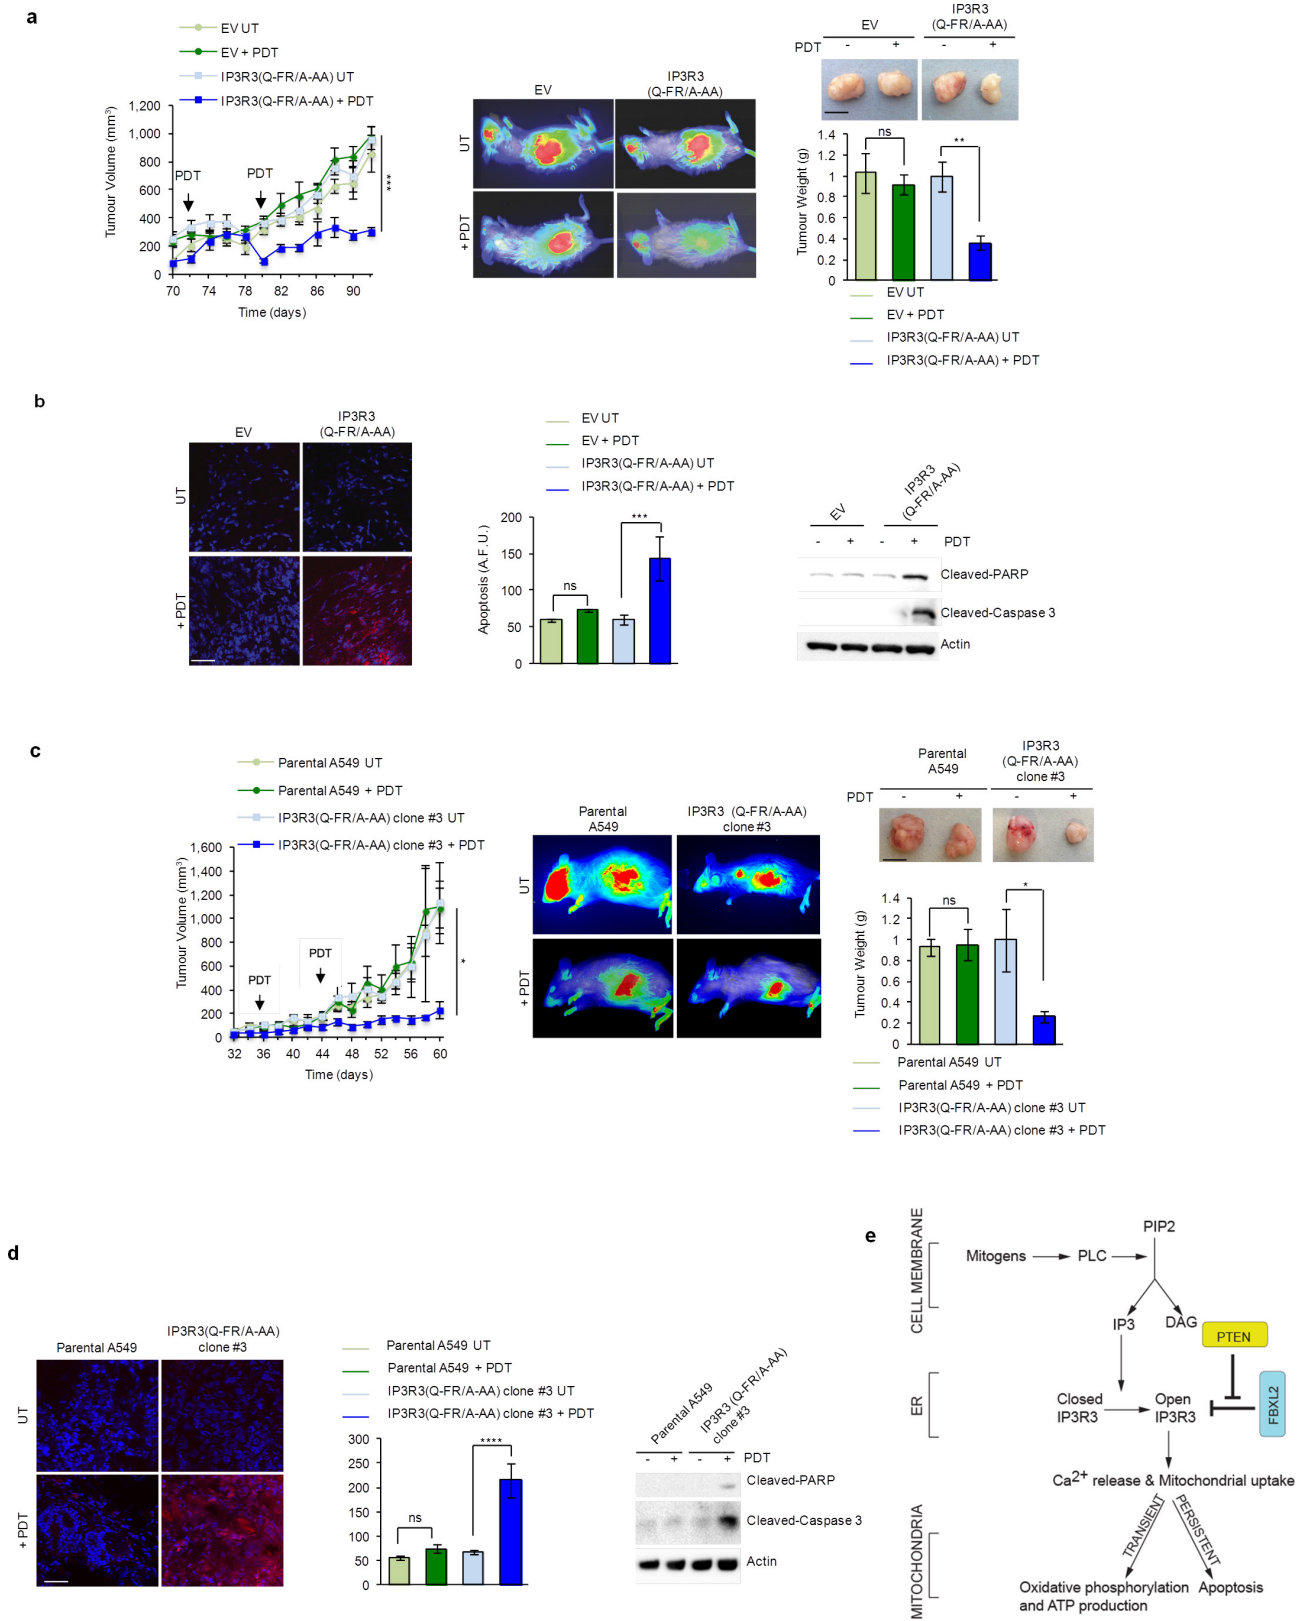 a
EV UT
EV + PDT
IP3R3(Q-FR/A-AA) UT
IP3R3(Q-FR/A-AA) + PDT
Tumour Volume (mm3)
1,200
1,000
800
600
400
200
0
PDT
PDT
***
70 74 78 82 86 90
Time (days)
EV
IP3R3
(Q-FR/A-AA)
UT
+ PDT
EV
IP3R3
(Q-FR/A-AA)
PDT - + - +
Tumour Weight (g)
1.4
1.2
1
0.8
0.6
0.4
0.2
0
ns
**
EV UT
EV + PDT
IP3R3(Q-FR/A-AA) UT
IP3R3(Q-FR/A-AA) + PDT
b
EV
IP3R3
(Q-FR/A-AA)
UT
+ PDT
EV UT
EV + PDT
IP3R3(Q-FR/A-AA) UT
IP3R3(Q-FR/A-AA) + PDT
Apoptosis (A.F.U.)
200
150
100
50
0
ns
***
EV
IP3R3
(Q-FR/A-AA)
- + - + PDT
Cleaved-PARP
Cleaved-Caspase 3
Actin
c
Parental A549 UT
Parental A549 + PDT
IP3R3(Q-FR/A-AA) clone #3 UT
IP3R3(Q-FR/A-AA) clone #3 + PDT
Tumour Volume (mm3)
1,600
1,400
1,200
1,000
800
600
400
200
0
PDT
PDT
*
32 36 40 44 48 52 56 60
Time (days)
Parental
A549
IP3R3 (Q-FR/A-AA)
clone #3
UT
+ PDT
Parental
A549
IP3R3
(Q-FR/A-AA)
clone #3
PDT - + - +
Tumour Weight (g)
1.4
1.2
1
0.8
0.6
0.4
0.2
0
ns
*
Parental A549 UT
Parental A549 + PDT
IP3R3(Q-FR/A-AA) clone #3 UT
IP3R3(Q-FR/A-AA) clone #3 + PDT
d
Parental A549
IP3R3(Q-FR/A-AA)
clone #3
UT
+ PDT
Parental A549 UT
Parental A549 + PDT
IP3R3(Q-FR/A-AA) clone #3 UT
IP3R3(Q-FR/A-AA) clone #3 + PDT
300
250
200
150
100
50
0
ns
****
Parental A549
IP3R3 (Q-FR/A-AA)
clone #3
- + - + PDT
Cleaved-PARP
Cleaved-Caspase 3
Actin
e
CELL MEMBRANE
PIP2
Mitogens
PLC
IP3
DAG
PTEN
FBXL2
ER
Closed
IP3R3
Open
IP3R3
Ca2+ release & Mitochondrial uptake
TRANSIENT
PERSISTENT
MITOCHONDRIA
Oxidative phosphorylation
and ATP production
Apoptosis